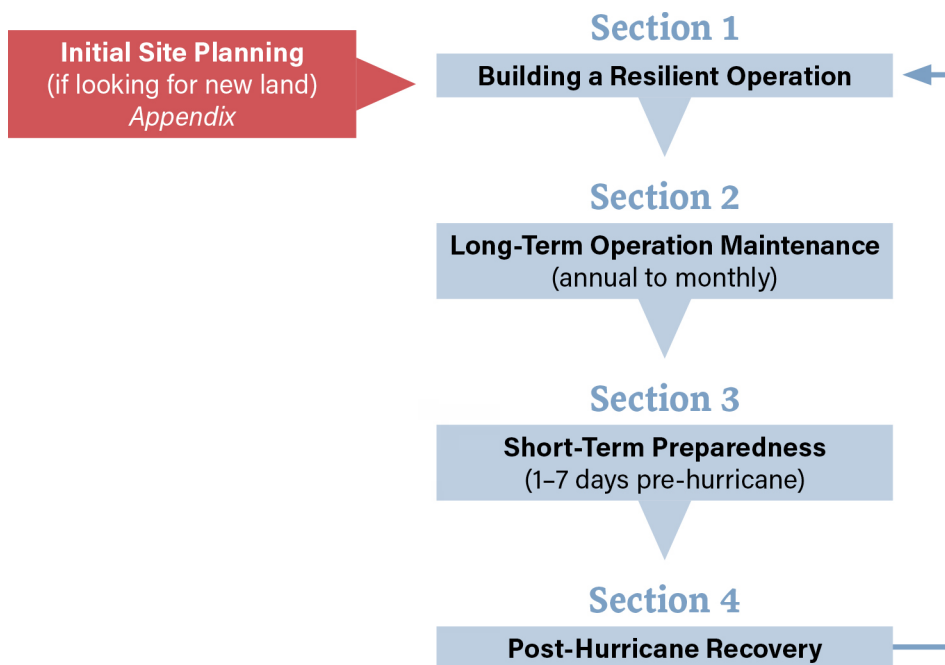 Initial Site Planning
(if looking for new land)
Appendix
Section 1
Building a Resilient Operation
Section 2
Long-Term Operation Maintenance
(annual to monthly)
Section 3
Short-Term Preparedness
(1–7 days pre-hurricane)
Section 4
Post-Hurricane Recovery